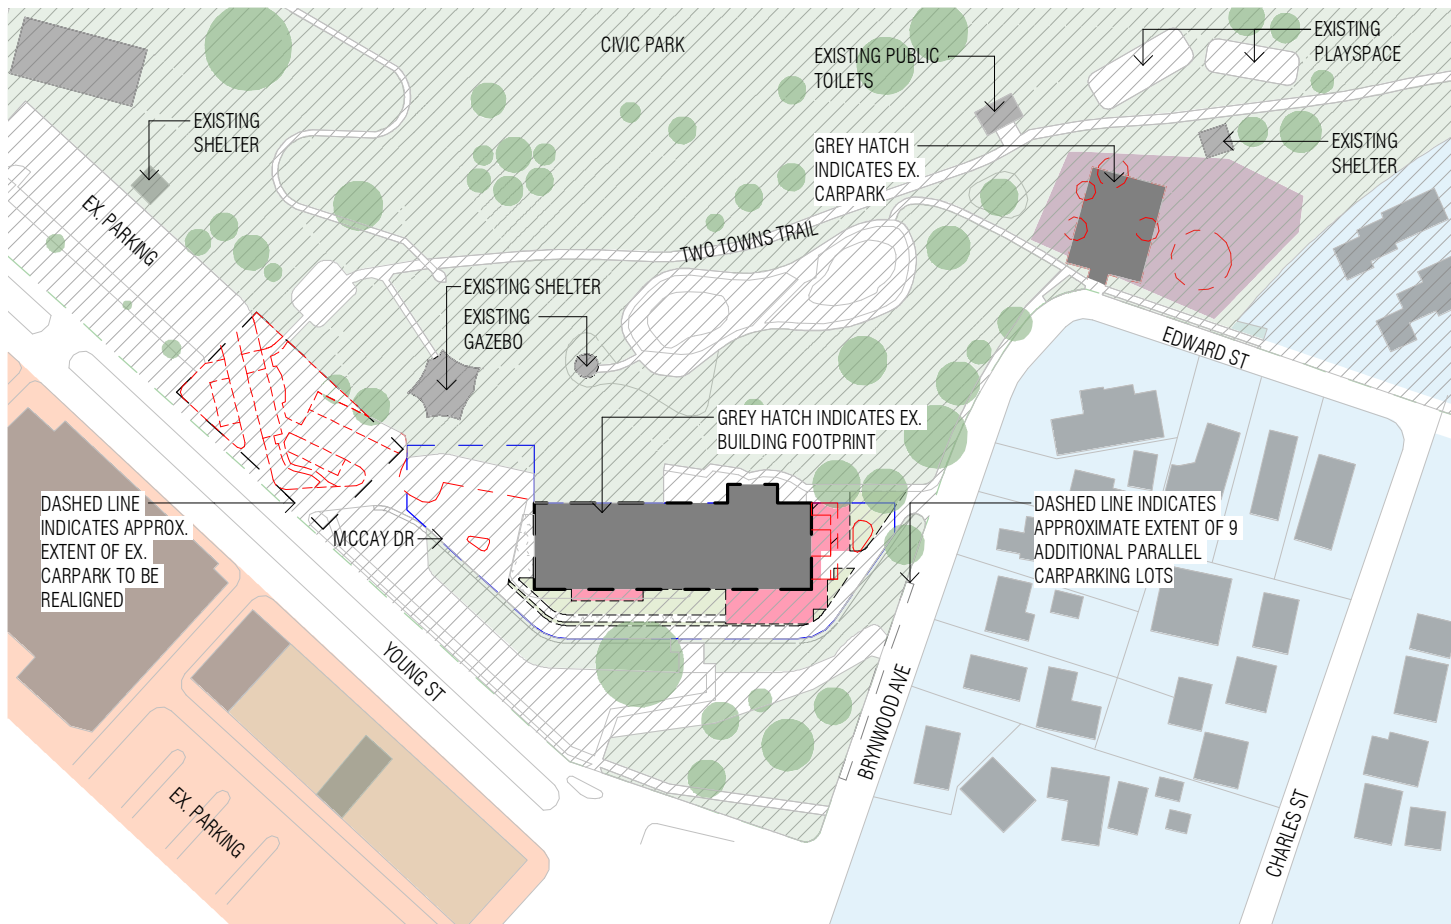 CIVIC PARK
EXISTING
PLAYSPACE
EXISTING PUBLIC
TOILETS
EXISTING
SHELTER
GREY HATCH
INDICATES EX.
CARPARK
EXISTING
SHELTER
EX. PARKING
TWO TOWNS TRAIL
EXISTING SHELTER
EXISTING
GAZEBO
EDWARD ST
GREY HATCH INDICATES EX.
BUILDING FOOTPRINT
DASHED LINE
INDICATES APPROX.
EXTENT OF EX.
CARPARK TO BE
REALIGNED
MCCAY DR
DASHED LINE INDICATES
APPROXIMATE EXTENT OF 9
ADDITIONAL PARALLEL
CARPARKING LOTS
YOUNG ST
BRYNWOOD AVE
EX. PARKING
CHARLES ST